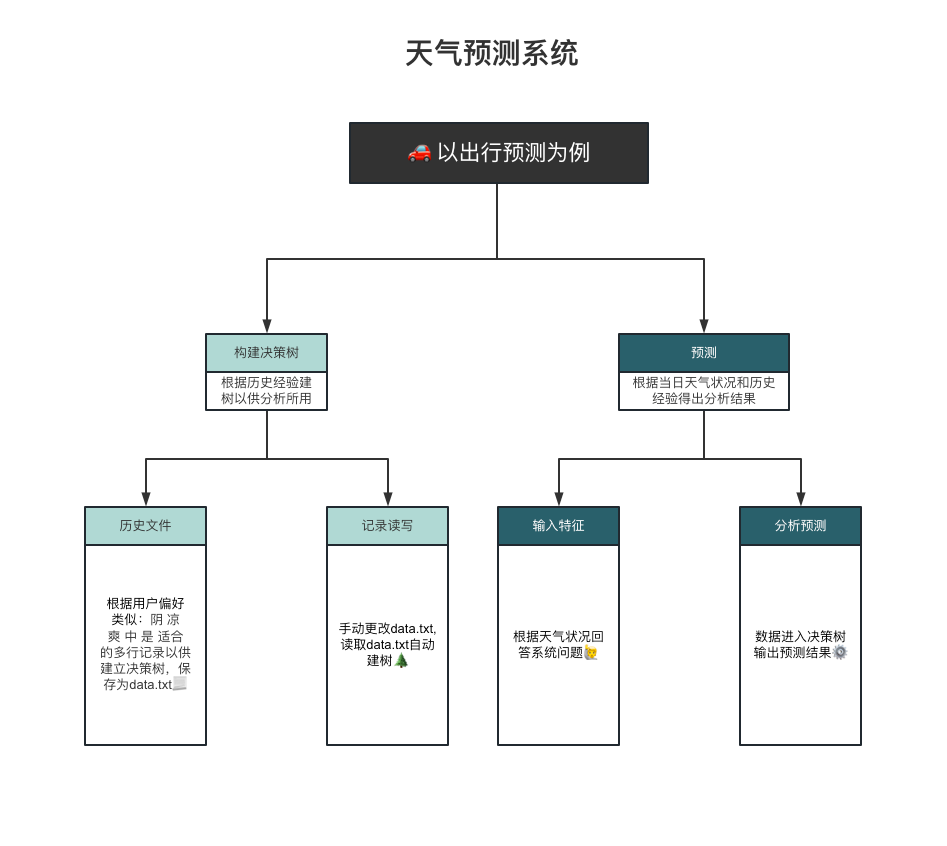 天气预测系统
🚗 以出行预测为例
构建决策树
根据历史经验建
树以供分析所用
预测
根据当日天气状况和历史
经验得出分析结果
历史文件
根据用户偏好
类似：阴 凉
爽 中 是 适合
的多行记录以供
建立决策树，保
存为data.txt
记录读写
手动更改data.txt,
读取data.txt自动
建树🌲
输入特征
根据天气状况回
答系统问题🙋
分析预测
数据进入决策树
输出预测结果⚙️